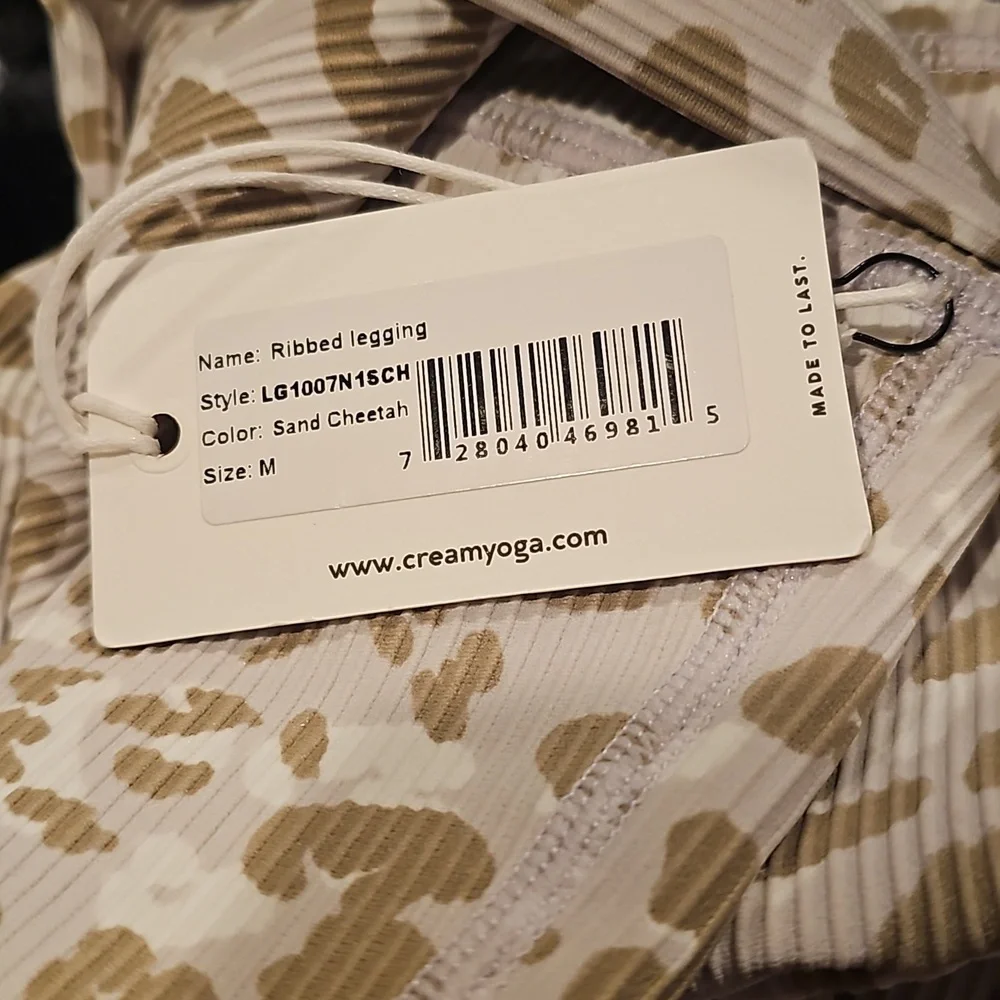 Name: Ribbed legging
Style: LG1007N1SCH
Color: Sand Cheetah
Size: M
7 28040 46981 5
www.creamyoga.com
MADE TO LAST.